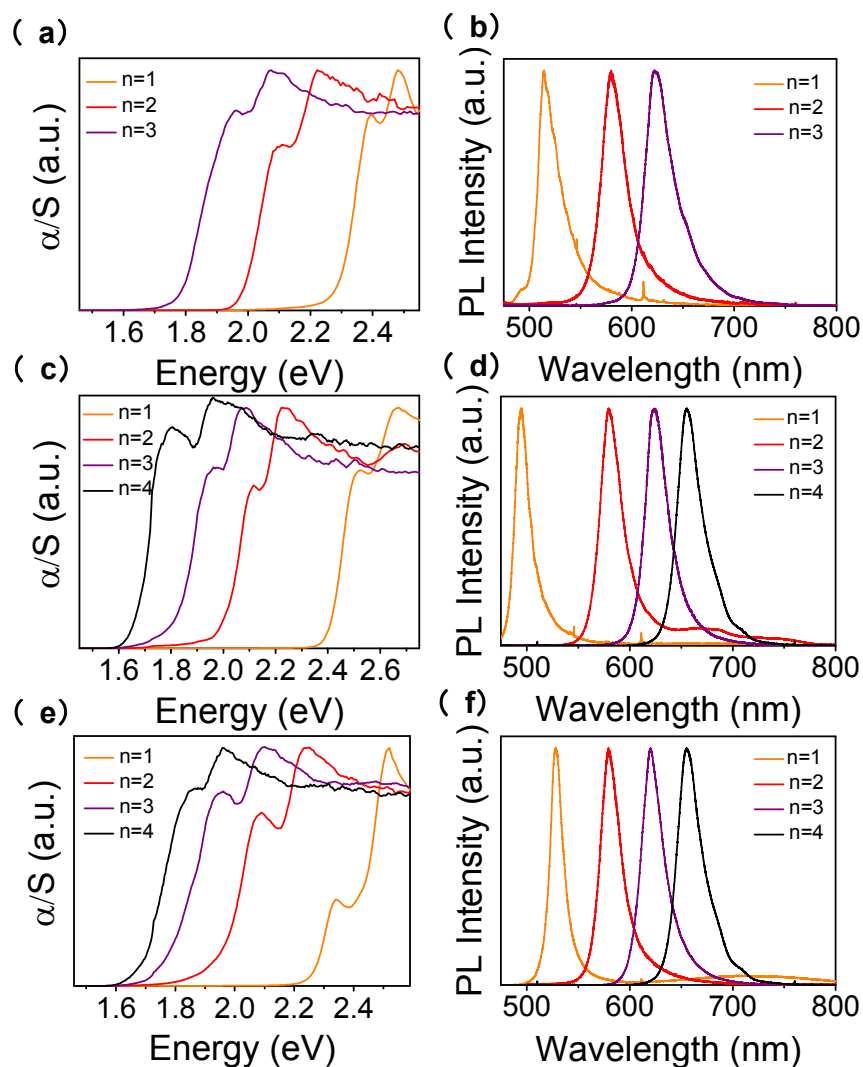 ( a)
n=1
n=2
n=3
α/S (a.u.)
1.6 1.8 2.0 2.2 2.4
Energy (eV)
( b)
n=1
n=2
n=3
PL Intensity (a.u.)
500 600 700 800
Wavelength (nm)
( c)
n=1
n=2
n=3
n=4
α/S (a.u.)
1.6 1.8 2.0 2.2 2.4 2.6
Energy (eV)
( d)
n=1
n=2
n=3
n=4
PL Intensity (a.u.)
500 600 700 800
Wavelength (nm)
( e)
n=1
n=2
n=3
n=4
α/S (a.u.)
1.6 1.8 2.0 2.2 2.4
Energy (eV)
( f)
n=1
n=2
n=3
n=4
PL Intensity (a.u.)
500 600 700 800
Wavelength (nm)